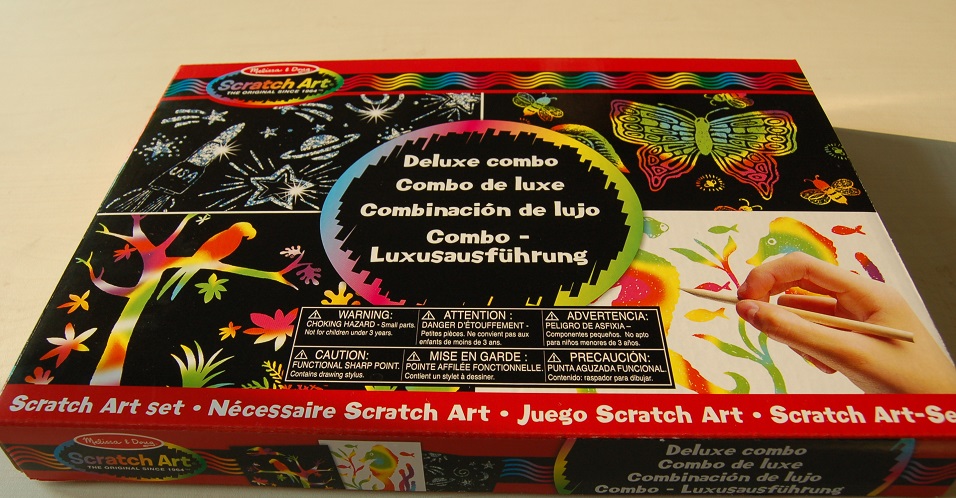 Melissa & Doug
Scratch Art
THE ORIGINAL SINCE 1984™
USA
Deluxe combo
Combo de luxe
Combinación de lujo
Combo -
Luxusausführung
WARNING:
CHOKING HAZARD - Small parts.
Not for children under 3 years.
ATTENTION :
DANGER D'ÉTOUFFEMENT -
Petites pièces. Ne convient pas aux
enfants de moins de 3 ans.
ADVERTENCIA:
PELIGRO DE ASFIXIA –
Componentes pequeños. No apto
para niños menores de 3 años.
CAUTION:
FUNCTIONAL SHARP POINT.
Contains drawing stylus.
MISE EN GARDE :
POINTE AFFILÉE FONCTIONNELLE.
Contient un stylet à dessiner.
PRECAUCIÓN:
PUNTA AGUZADA FUNCIONAL.
Contenido: raspador para dibujar.
Scratch Art set • Nécessaire Scratch Art • Juego Scratch Art • Scratch Art-Se
Melissa & Doug
Scratch Art
THE ORIGINAL SINCE 1984™
Deluxe combo
Combo de luxe
Combinación de lujo
Combo - Luxusausführung